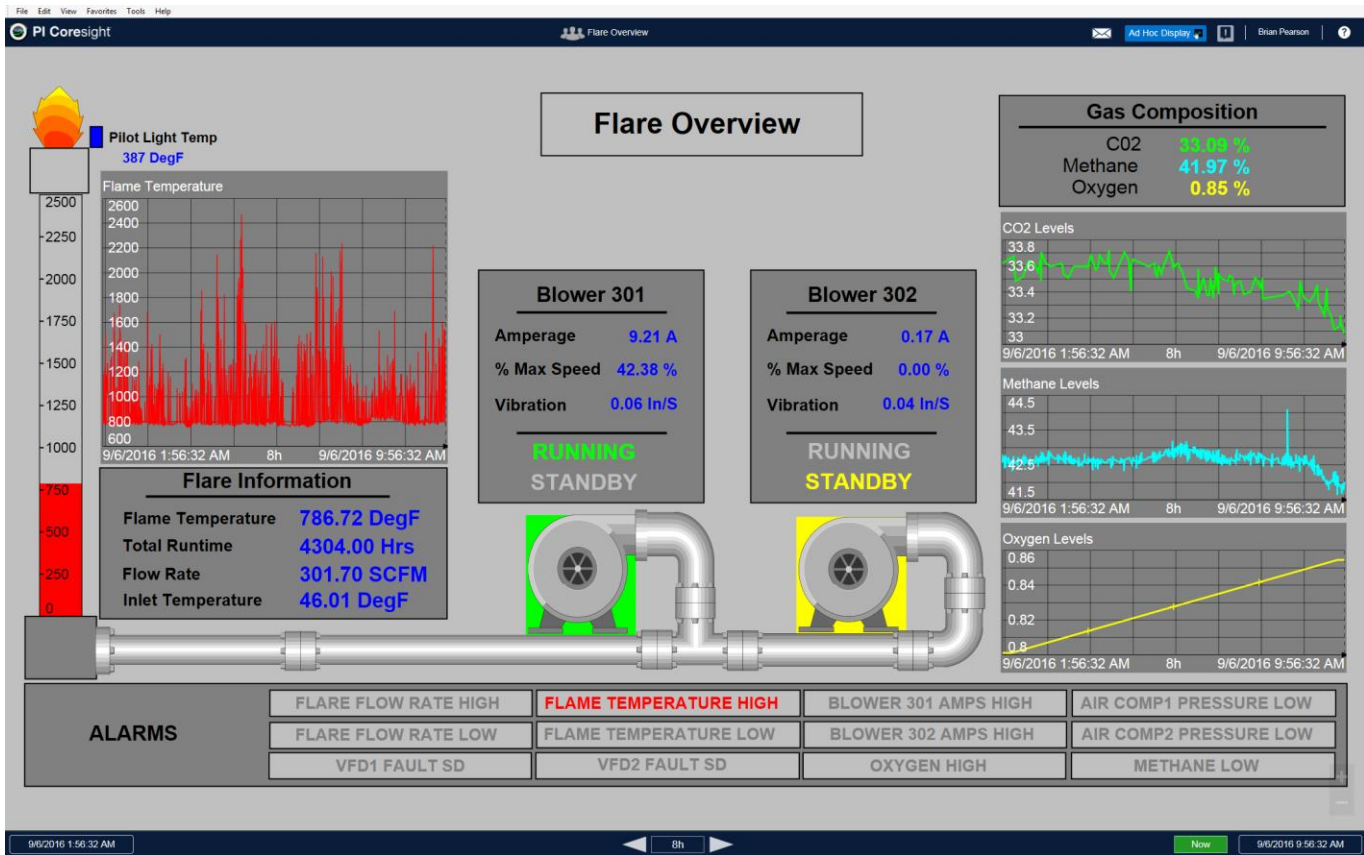 File Edit View Favorites Tools Help
PI Coresight
Flare Overview
Ad Hoc Display
Brian Pearson
?
Flare Overview
Pilot Light Temp
387 DegF
2500
2250
2000
1750
1500
1250
1000
750
500
250
0
Flame Temperature
2600
2400
2200
2000
1800
1600
1400
1200
1000
800
600
9/6/2016 1:56:32 AM 8h 9/6/2016 9:56:32 AM
Flare Information
Flame Temperature 786.72 DegF
Total Runtime 4304.00 Hrs
Flow Rate 301.70 SCFM
Inlet Temperature 46.01 DegF
Blower 301
Amperage 9.21 A
% Max Speed 42.38 %
Vibration 0.06 In/S
RUNNING
STANDBY
Blower 302
Amperage 0.17 A
% Max Speed 0.00 %
Vibration 0.04 In/S
RUNNING
STANDBY
Gas Composition
C02 33.09 %
Methane 41.97 %
Oxygen 0.85 %
CO2 Levels
33.8
33.6
33.4
33.2
33
9/6/2016 1:56:32 AM 8h 9/6/2016 9:56:32 AM
Methane Levels
44.5
43.5
42.5
41.5
9/6/2016 1:56:32 AM 8h 9/6/2016 9:56:32 AM
Oxygen Levels
0.86
0.84
0.82
0.8
9/6/2016 1:56:32 AM 8h 9/6/2016 9:56:32 AM
ALARMS
FLARE FLOW RATE HIGH FLAME TEMPERATURE HIGH BLOWER 301 AMPS HIGH AIR COMP1 PRESSURE LOW
FLARE FLOW RATE LOW FLAME TEMPERATURE LOW BLOWER 302 AMPS HIGH AIR COMP2 PRESSURE LOW
VFD1 FAULT SD VFD2 FAULT SD OXYGEN HIGH METHANE LOW
9/6/2016 1:56:32 AM
8h
Now
9/6/2016 9:56:32 AM